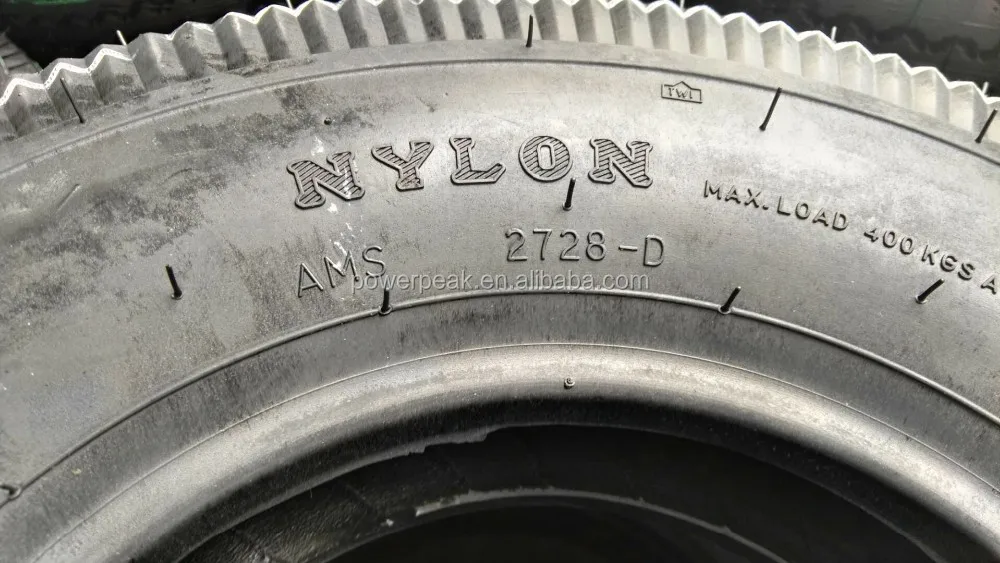 TWI
NYLON
MAX. LOAD 400 KGS A
AMS 2728-D
powerpeak.en.alibaba.com